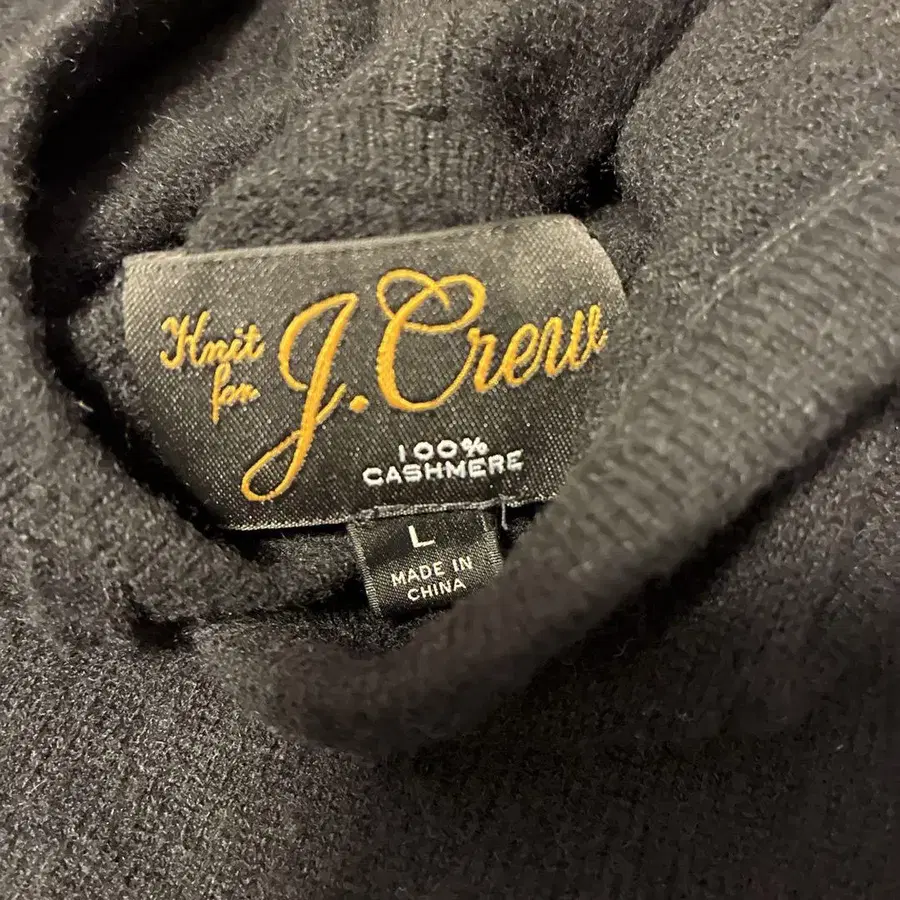 Knit
for
J.Crew
100%
CASHMERE
L
MADE IN
CHINA